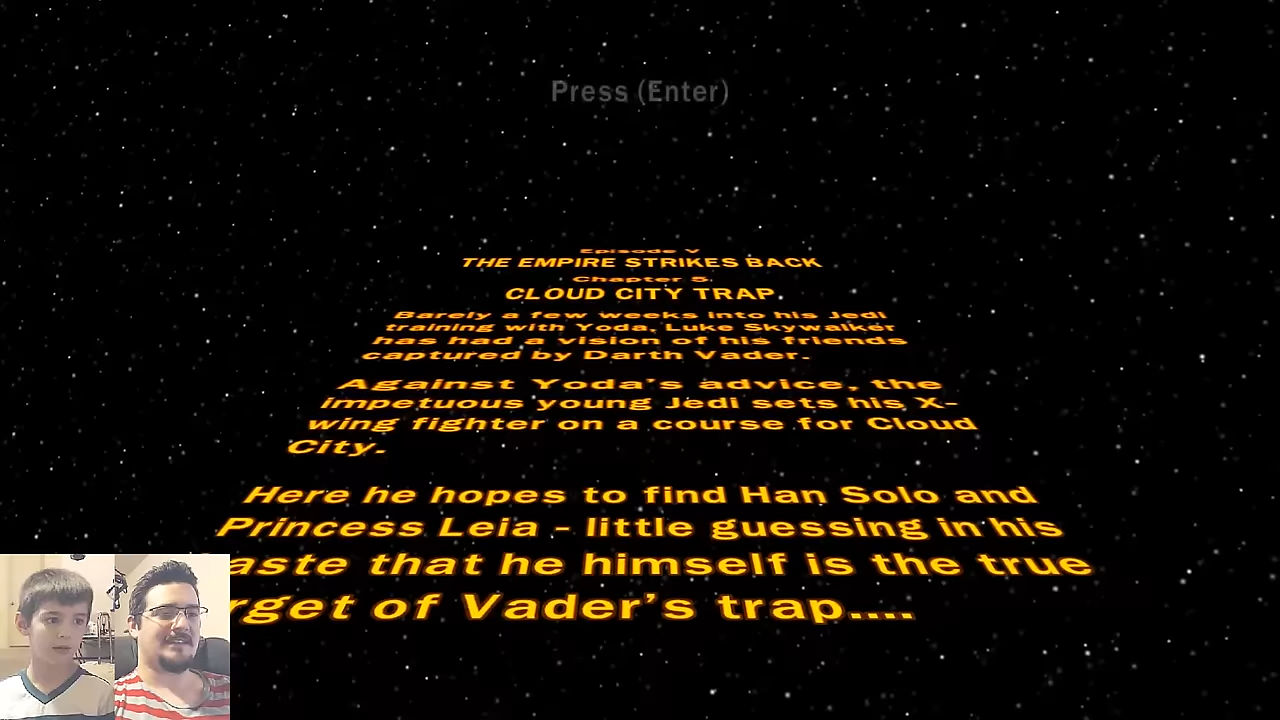 Press (Enter)
Episode V
THE EMPIRE STRIKES BACK
Chapter 5
CLOUD CITY TRAP
Barely a few weeks into his Jedi
training with Yoda, Luke Skywalker
has had a vision of his friends
captured by Darth Vader.
Against Yoda's advice, the
impetuous young Jedi sets his X-
wing fighter on a course for Cloud
City.
Here he hopes to find Han Solo and
Princess Leia - little guessing in his
aste that he himself is the true
rget of Vader's trap....